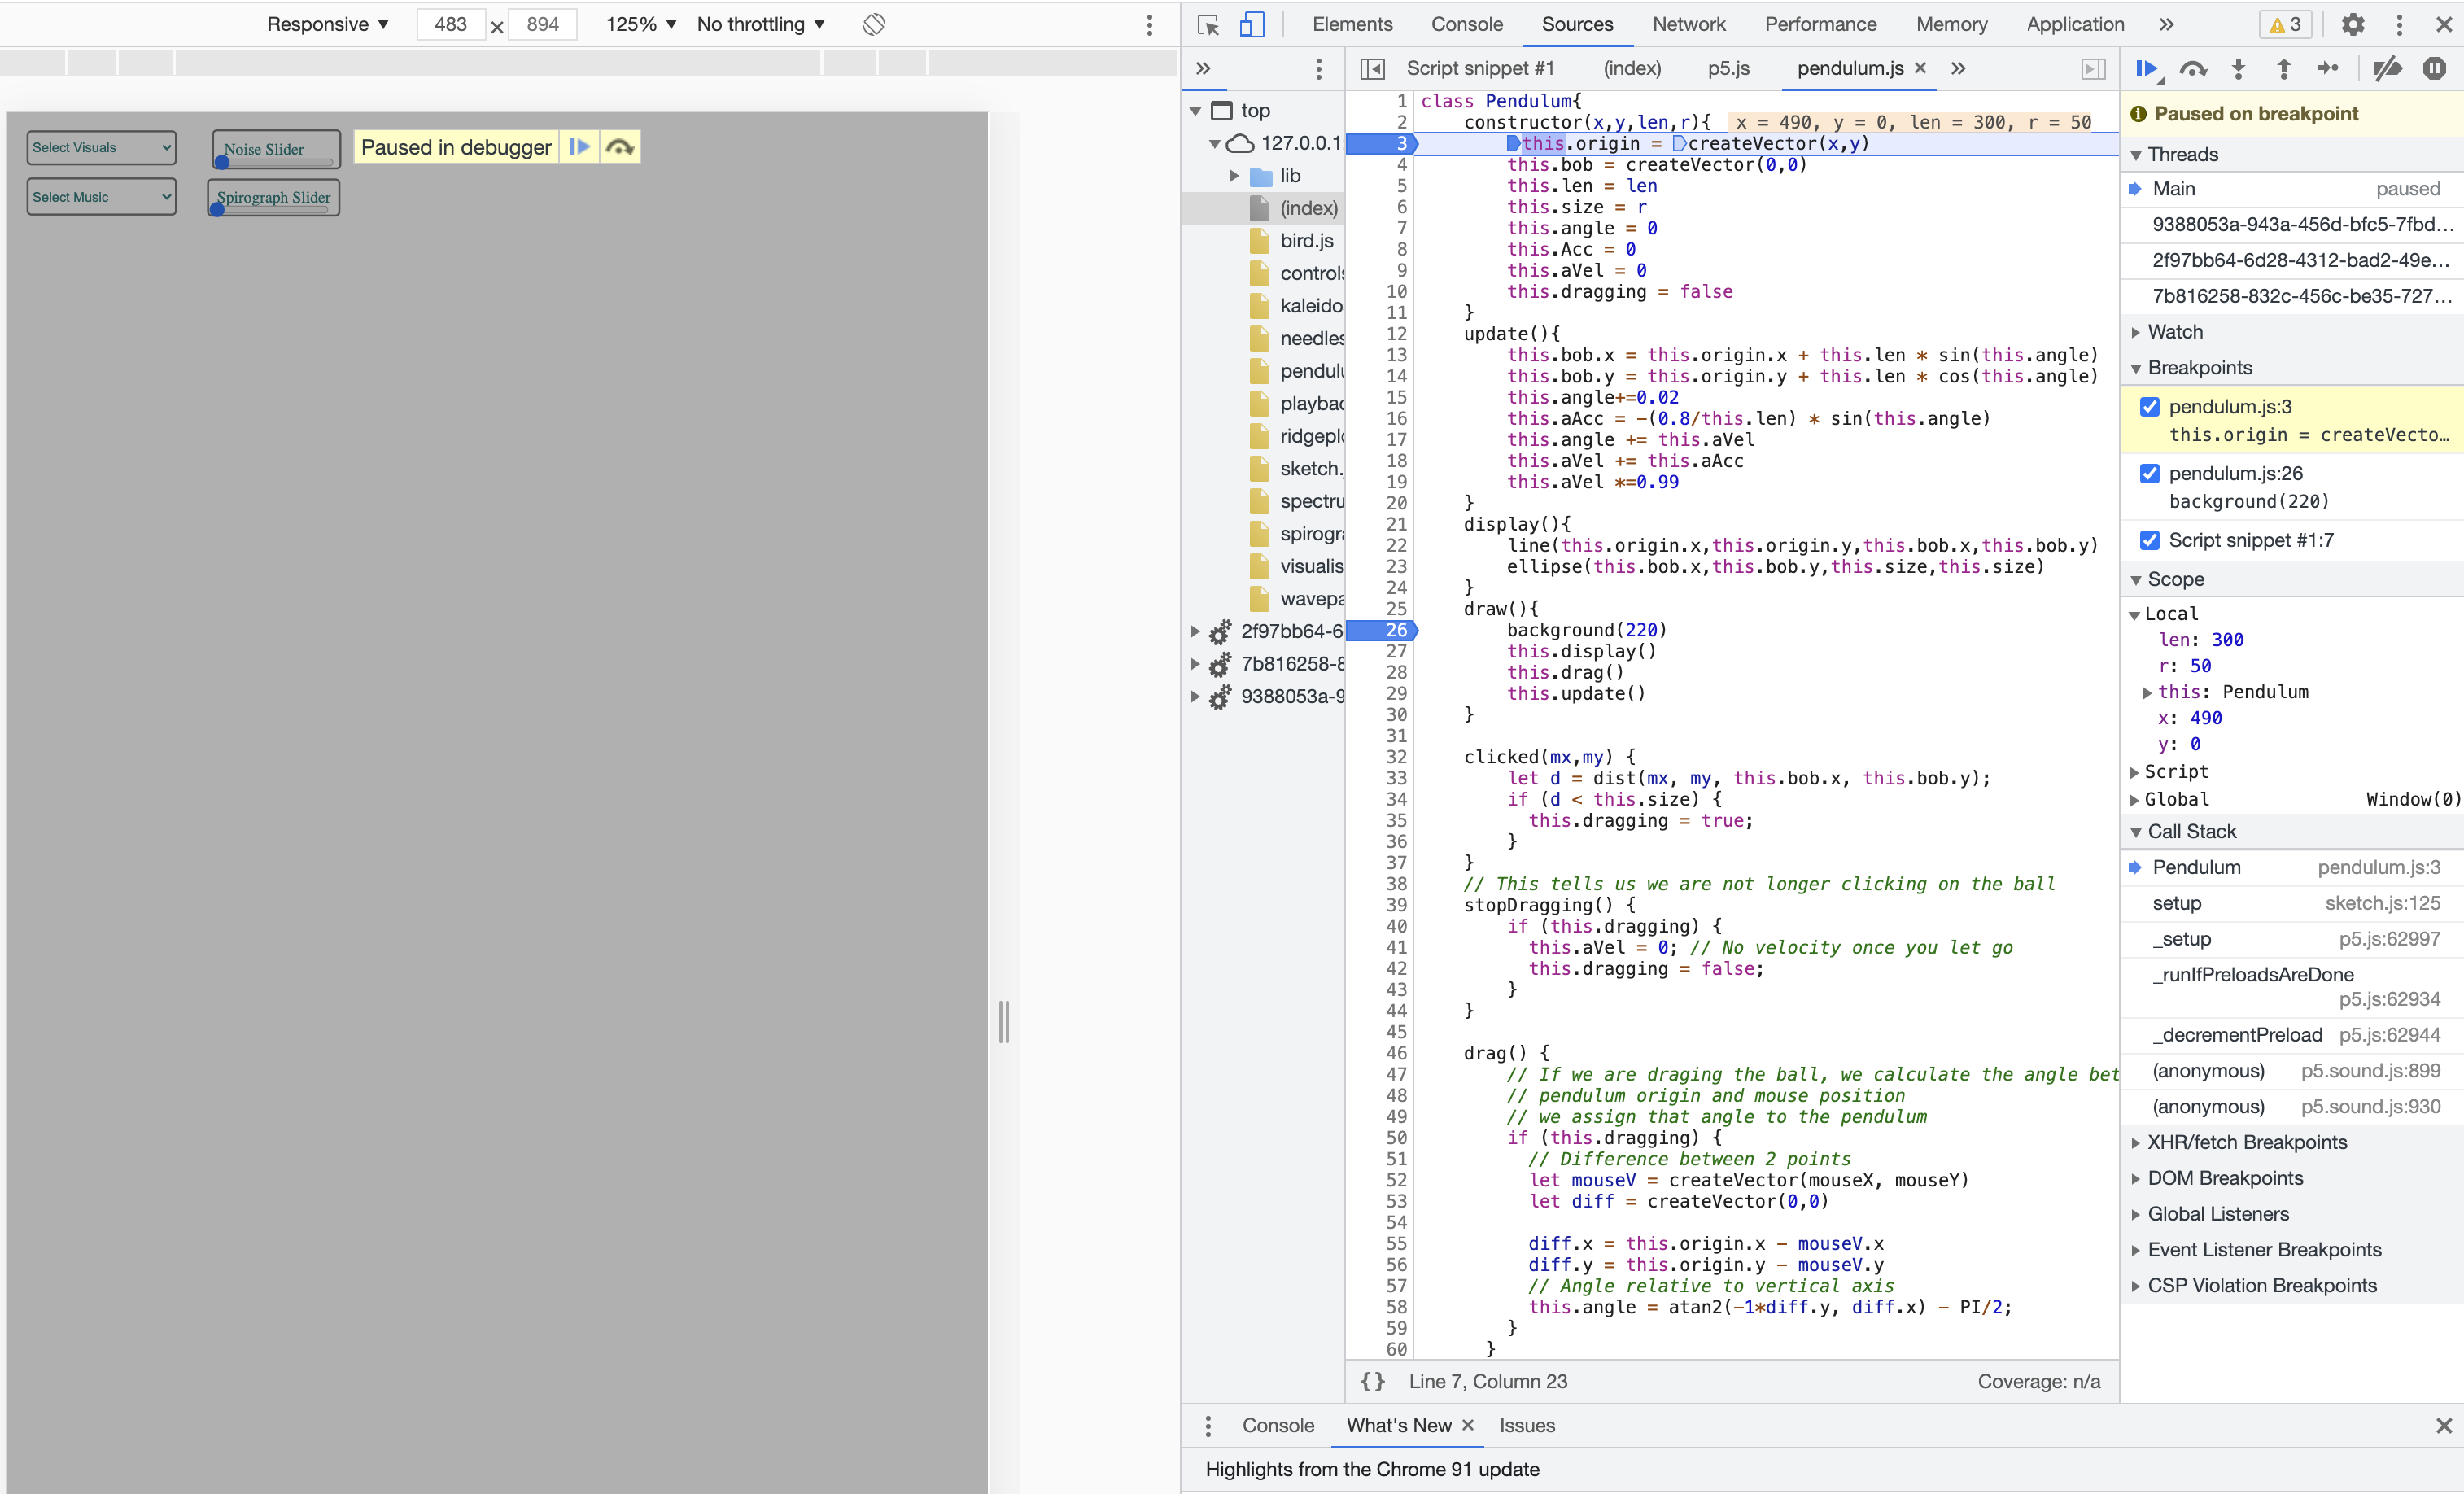 Responsive ▼ 483 × 894 125% ▼ No throttling ▼
Select Visuals
Noise Slider
Paused in debugger
Select Music
Spirograph Slider
Elements Console Sources Network Performance Memory Application » 3
»
Script snippet #1 (index) p5.js pendulum.js × »
top
127.0.0.1
lib
(index)
bird.js
controls
kaleido
needles
pendulu
playbac
ridgeplo
sketch.
spectru
spirogra
visualis
wavepa
2f97bb64-6
7b816258-8
9388053a-9
1 class Pendulum{
2 constructor(x,y,len,r){ x = 490, y = 0, len = 300, r = 50
3 this.origin = createVector(x,y)
4 this.bob = createVector(0,0)
5 this.len = len
6 this.size = r
7 this.angle = 0
8 this.Acc = 0
9 this.aVel = 0
10 this.dragging = false
11 }
12 update(){
13 this.bob.x = this.origin.x + this.len * sin(this.angle)
14 this.bob.y = this.origin.y + this.len * cos(this.angle)
15 this.angle+=0.02
16 this.aAcc = -(0.8/this.len) * sin(this.angle)
17 this.angle += this.aVel
18 this.aVel += this.aAcc
19 this.aVel *=0.99
20 }
21 display(){
22 line(this.origin.x,this.origin.y,this.bob.x,this.bob.y)
23 ellipse(this.bob.x,this.bob.y,this.size,this.size)
24 }
25 draw(){
26 background(220)
27 this.display()
28 this.drag()
29 this.update()
30 }
31
32 clicked(mx,my) {
33 let d = dist(mx, my, this.bob.x, this.bob.y);
34 if (d < this.size) {
35 this.dragging = true;
36 }
37 }
38 // This tells us we are not longer clicking on the ball
39 stopDragging() {
40 if (this.dragging) {
41 this.aVel = 0; // No velocity once you let go
42 this.dragging = false;
43 }
44 }
45
46 drag() {
47 // If we are draging the ball, we calculate the angle bet
48 // pendulum origin and mouse position
49 // we assign that angle to the pendulum
50 if (this.dragging) {
51 // Difference between 2 points
52 let mouseV = createVector(mouseX, mouseY)
53 let diff = createVector(0,0)
54
55 diff.x = this.origin.x - mouseV.x
56 diff.y = this.origin.y - mouseV.y
57 // Angle relative to vertical axis
58 this.angle = atan2(-1*diff.y, diff.x) - PI/2;
59 }
60 }
{} Line 7, Column 23 Coverage: n/a
Paused on breakpoint
Threads
Main paused
9388053a-943a-456d-bfc5-7fbd...
2f97bb64-6d28-4312-bad2-49e...
7b816258-832c-456c-be35-727...
Watch
Breakpoints
pendulum.js:3
this.origin = createVecto…
pendulum.js:26
background(220)
Script snippet #1:7
Scope
Local
len: 300
r: 50
this: Pendulum
x: 490
y: 0
Script
Global Window(0)
Call Stack
Pendulum pendulum.js:3
setup sketch.js:125
_setup p5.js:62997
_runIfPreloadsAreDone
p5.js:62934
_decrementPreload p5.js:62944
(anonymous) p5.sound.js:899
(anonymous) p5.sound.js:930
XHR/fetch Breakpoints
DOM Breakpoints
Global Listeners
Event Listener Breakpoints
CSP Violation Breakpoints
Console What's New × Issues
Highlights from the Chrome 91 update